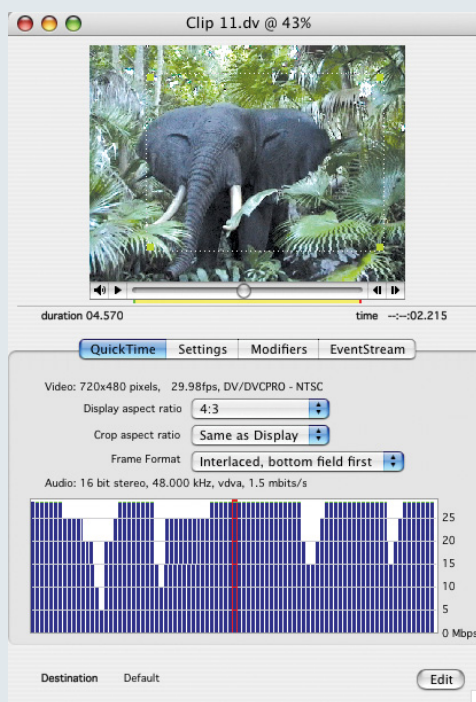 Clip 11.dv @ 43%
duration 04.570 time --:--:02.215
QuickTime Settings Modifiers EventStream
Video: 720x480 pixels, 29.98fps, DV/DVCPRO - NTSC
Display aspect ratio 4:3
Crop aspect ratio Same as Display
Frame Format Interlaced, bottom field first
Audio: 16 bit stereo, 48.000 kHz, vdva, 1.5 mbits/s
25
20
15
10
5
0 Mbps
Destination Default Edit